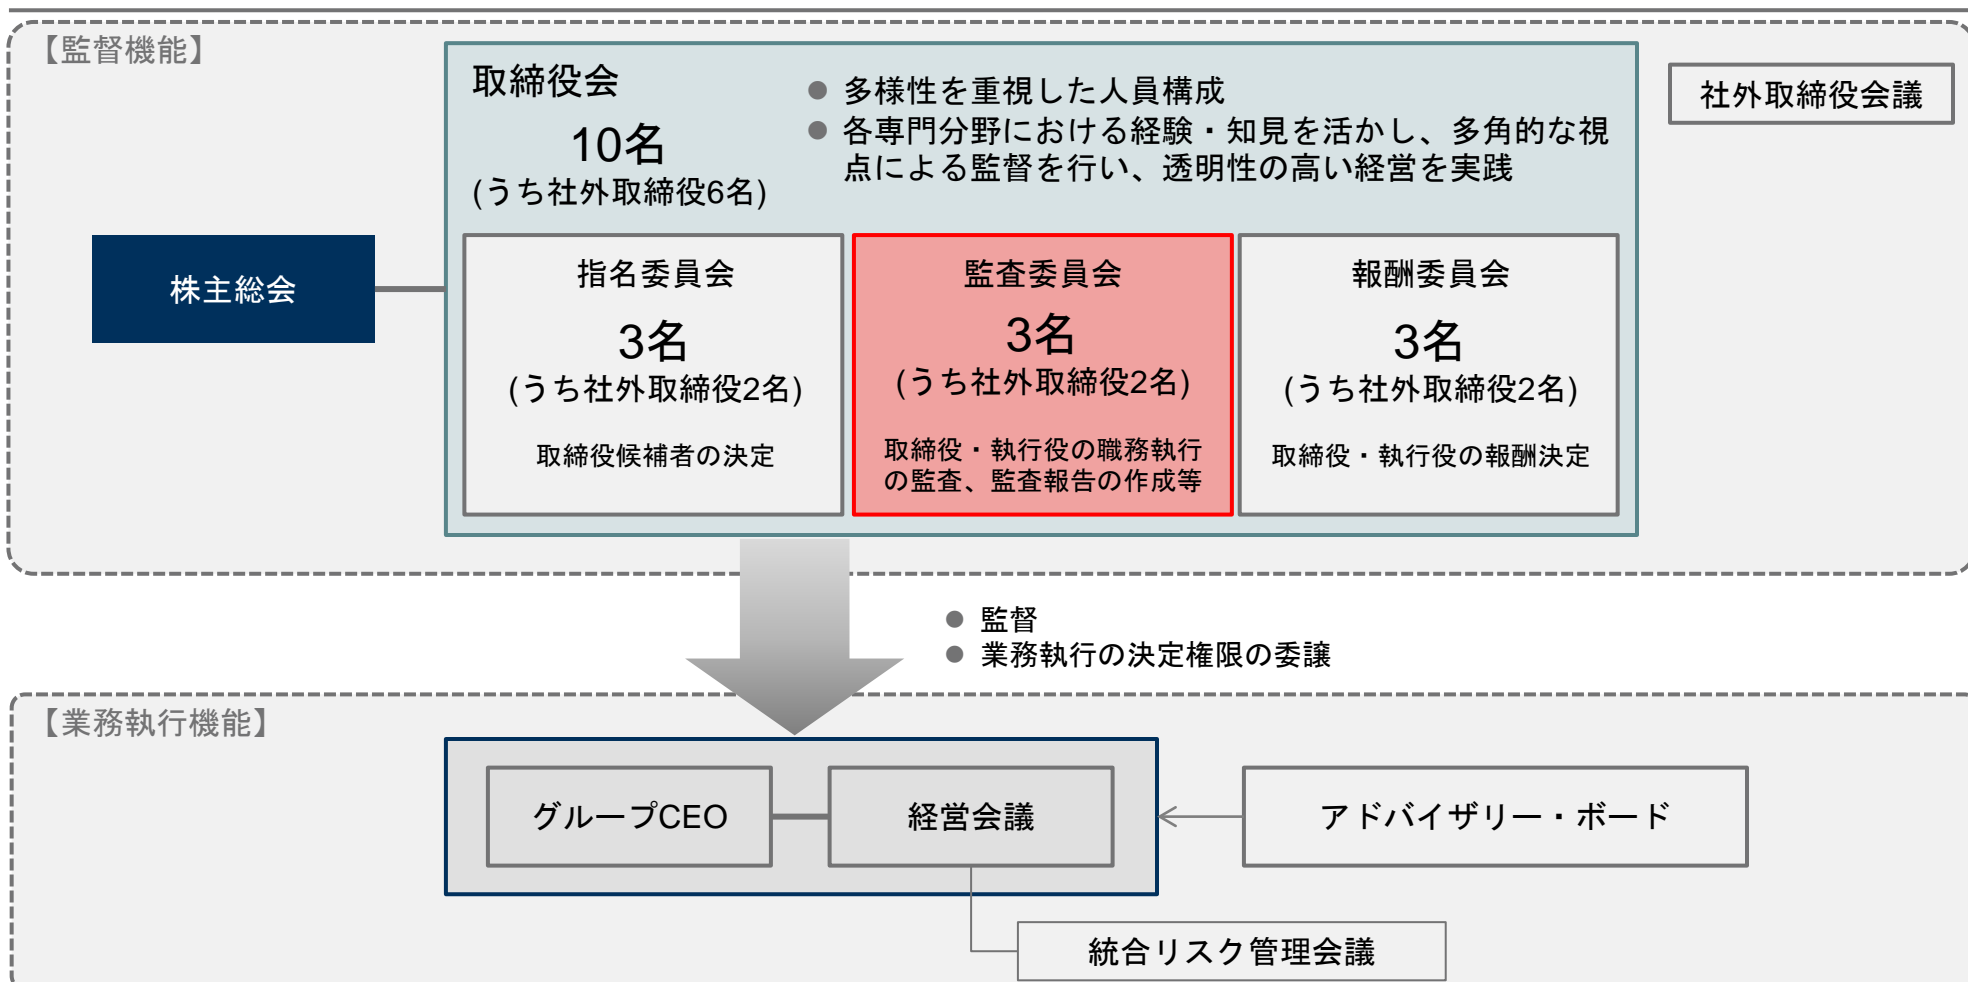 【監督機能】
取締役会
10名
(うち社外取締役6名)
● 多様性を重視した人員構成
● 各専門分野における経験・知見を活かし、多角的な視
点による監督を行い、透明性の高い経営を実践
社外取締役会議
株主総会
指名委員会
3名
(うち社外取締役2名)
取締役候補者の決定
監査委員会
3名
(うち社外取締役2名)
取締役・執行役の職務執行
の監査、監査報告の作成等
報酬委員会
3名
(うち社外取締役2名)
取締役・執行役の報酬決定
● 監督
● 業務執行の決定権限の委譲
【業務執行機能】
グループCEO
経営会議
アドバイザリー・ボード
統合リスク管理会議